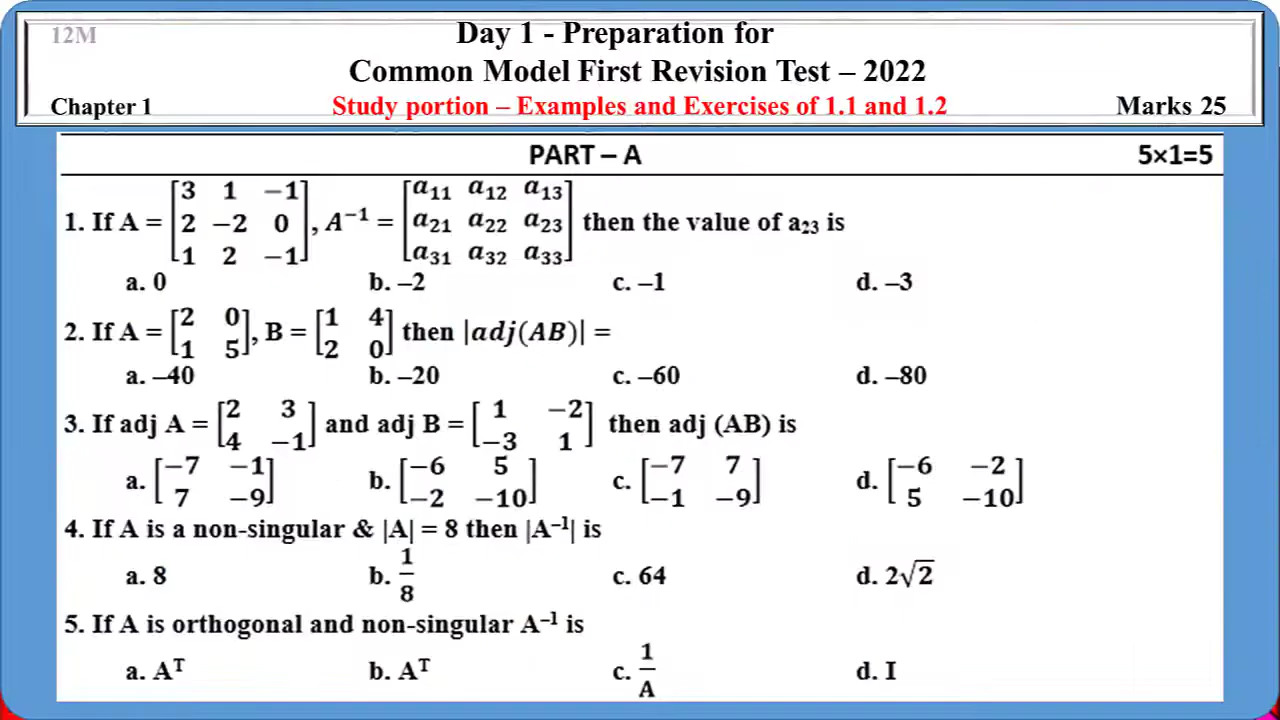 12M
Day 1 - Preparation for
Common Model First Revision Test – 2022
Chapter 1 Study portion – Examples and Exercises of 1.1 and 1.2 Marks 25
PART – A 5×1=5
1. If A = [3 1 −1; 2 −2 0; 1 2 −1], A⁻¹ = [a₁₁ a₁₂ a₁₃; a₂₁ a₂₂ a₂₃; a₃₁ a₃₂ a₃₃] then the value of a₂₃ is
a. 0 b. –2 c. –1 d. –3
2. If A = [2 0; 1 5], B = [1 4; 2 0] then |adj(AB)| =
a. –40 b. –20 c. –60 d. –80
3. If adj A = [2 3; 4 −1] and adj B = [1 −2; −3 1] then adj (AB) is
a. [−7 −1; 7 −9] b. [−6 5; −2 −10] c. [−7 7; −1 −9] d. [−6 −2; 5 −10]
4. If A is a non-singular & |A| = 8 then |A⁻¹| is
a. 8 b. 1/8 c. 64 d. 2√2
5. If A is orthogonal and non-singular A⁻¹ is
a. Aᵀ b. Aᵀ c. 1/A d. I